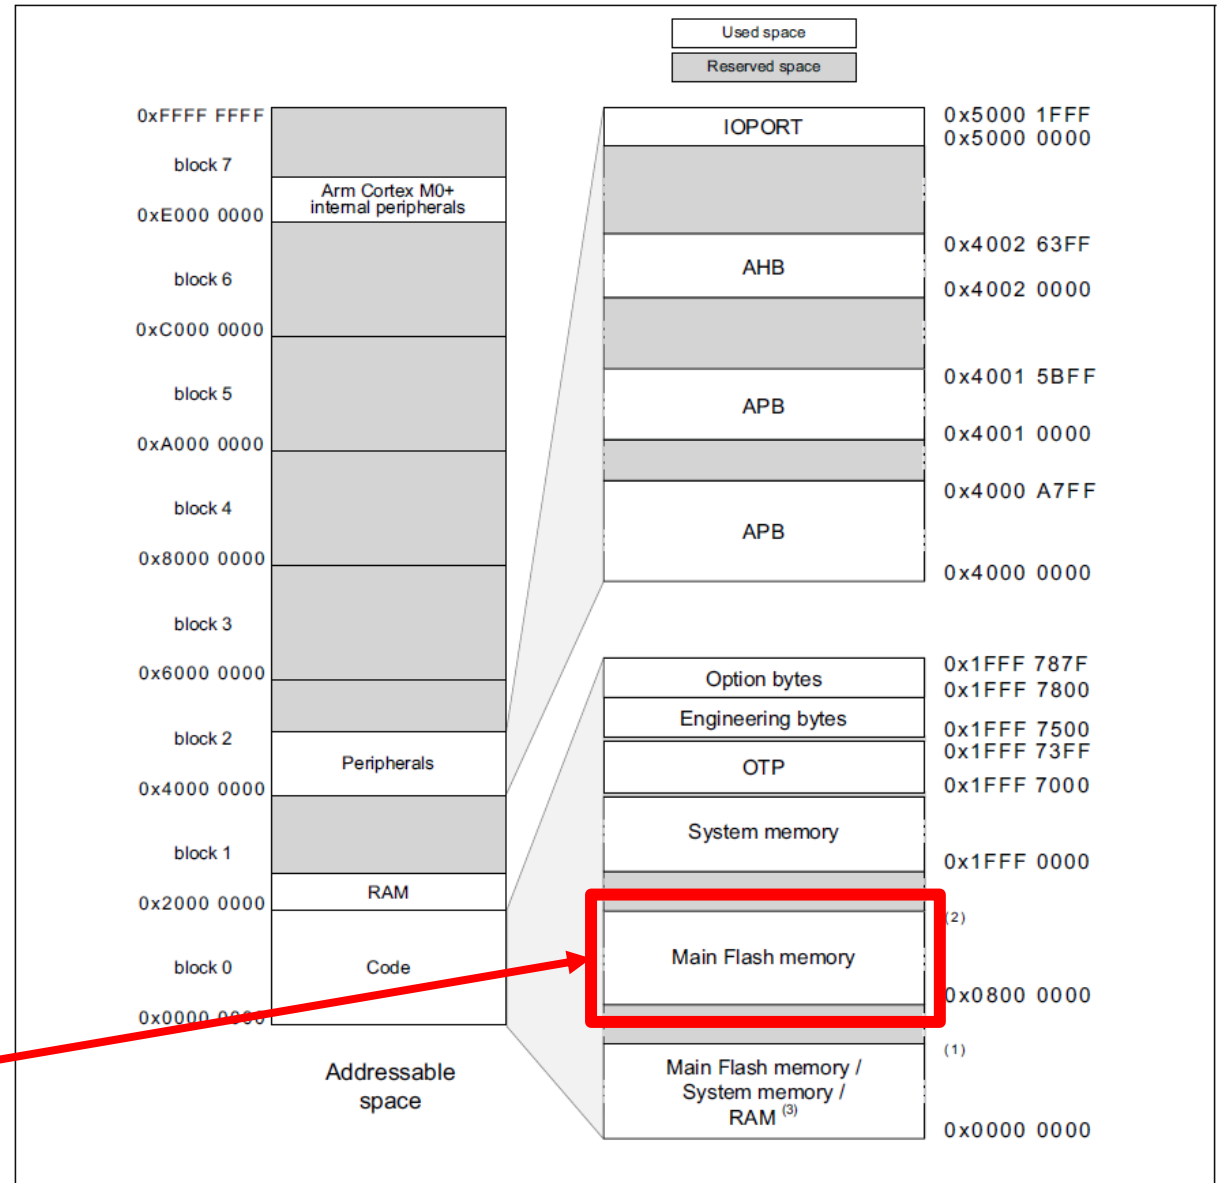 Used space
Reserved space
0xFFFF FFFF
block 7
Arm Cortex M0+
internal peripherals
0xE000 0000
block 6
0xC000 0000
block 5
0xA000 0000
block 4
0x8000 0000
block 3
0x6000 0000
block 2
Peripherals
0x4000 0000
block 1
RAM
0x2000 0000
block 0
Code
0x0000 0000
Addressable
space
IOPORT
0x5000 1FFF
0x5000 0000
AHB
0x4002 63FF
0x4002 0000
APB
0x4001 5BFF
0x4001 0000
APB
0x4000 A7FF
0x4000 0000
Option bytes
0x1FFF 787F
0x1FFF 7800
Engineering bytes
0x1FFF 7500
OTP
0x1FFF 73FF
0x1FFF 7000
System memory
0x1FFF 0000
(2)
Main Flash memory
0x0800 0000
(1)
Main Flash memory /
System memory /
RAM (3)
0x0000 0000